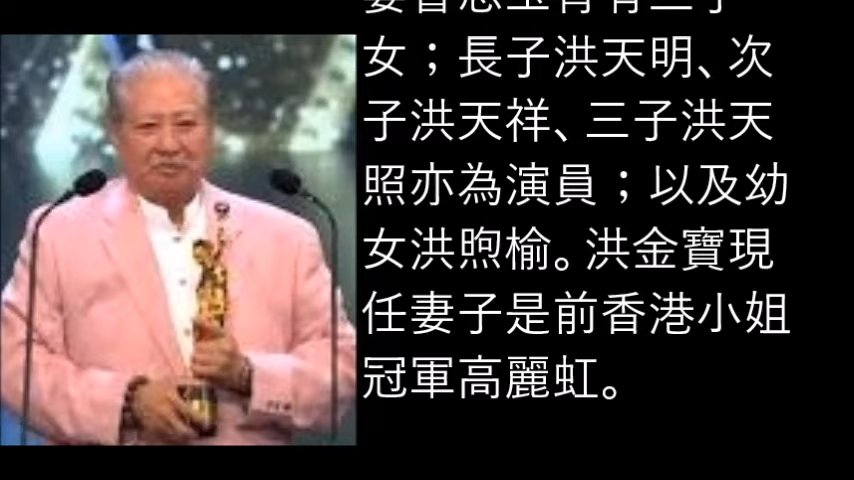 女；長子洪天明、次
子洪天祥、三子洪天
照亦為演員；以及幼
女洪煦榆。洪金寶現
任妻子是前香港小姐
冠軍高麗虹。